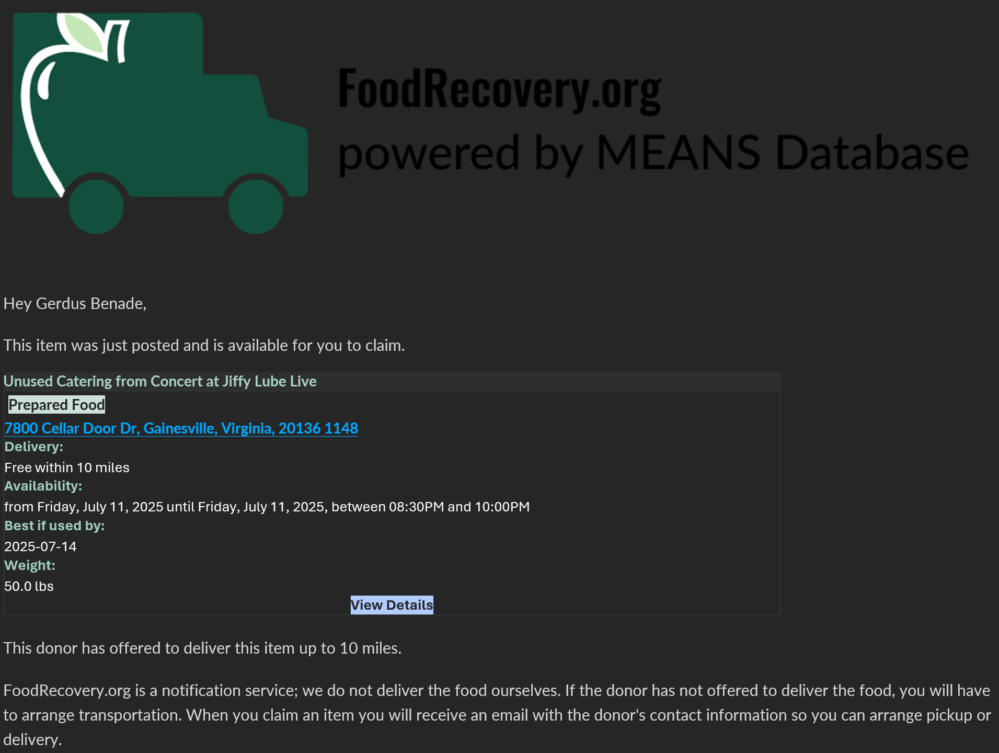 FoodRecovery.org
powered by MEANS Database
Hey Gerdus Benade,
This item was just posted and is available for you to claim.
Unused Catering from Concert at Jiffy Lube Live
Prepared Food
7800 Cellar Door Dr, Gainesville, Virginia, 20136 1148
Delivery:
Free within 10 miles
Availability:
from Friday, July 11, 2025 until Friday, July 11, 2025, between 08:30PM and 10:00PM
Best if used by:
2025-07-14
Weight:
50.0 lbs
View Details
This donor has offered to deliver this item up to 10 miles.
FoodRecovery.org is a notification service; we do not deliver the food ourselves. If the donor has not offered to deliver the food, you will have
to arrange transportation. When you claim an item you will receive an email with the donor's contact information so you can arrange pickup or
delivery.